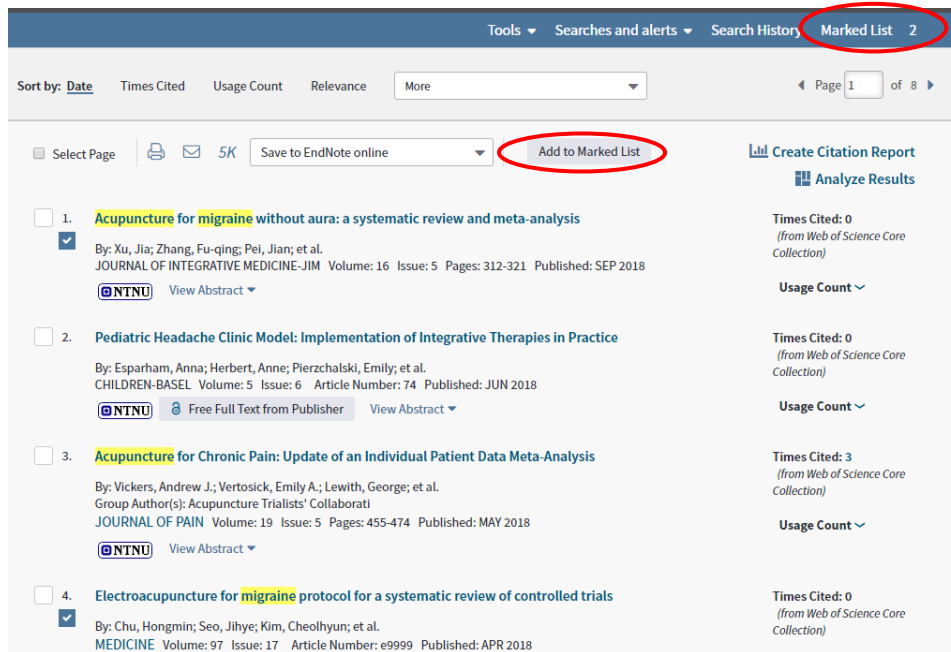 Tools Searches and alerts Search History Marked List 2
Sort by: Date Times Cited Usage Count Relevance More Page 1 of 8
Select Page 5K Save to EndNote online Add to Marked List Create Citation Report
Analyze Results
1. Acupuncture for migraine without aura: a systematic review and meta-analysis
By: Xu, Jia; Zhang, Fu-qing; Pei, Jian; et al.
JOURNAL OF INTEGRATIVE MEDICINE-JIM Volume: 16 Issue: 5 Pages: 312-321 Published: SEP 2018
NTNU View Abstract
Times Cited: 0
(from Web of Science Core
Collection)
Usage Count
2. Pediatric Headache Clinic Model: Implementation of Integrative Therapies in Practice
By: Esparham, Anna; Herbert, Anne; Pierzchalski, Emily; et al.
CHILDREN-BASEL Volume: 5 Issue: 6 Article Number: 74 Published: JUN 2018
NTNU Free Full Text from Publisher View Abstract
Times Cited: 0
(from Web of Science Core
Collection)
Usage Count
3. Acupuncture for Chronic Pain: Update of an Individual Patient Data Meta-Analysis
By: Vickers, Andrew J.; Vertosick, Emily A.; Lewith, George; et al.
Group Author(s): Acupuncture Trialists' Collaborati
JOURNAL OF PAIN Volume: 19 Issue: 5 Pages: 455-474 Published: MAY 2018
NTNU View Abstract
Times Cited: 3
(from Web of Science Core
Collection)
Usage Count
4. Electroacupuncture for migraine protocol for a systematic review of controlled trials
By: Chu, Hongmin; Seo, Jihye; Kim, Cheolhyun; et al.
MEDICINE Volume: 97 Issue: 17 Article Number: e9999 Published: APR 2018
Times Cited: 0
(from Web of Science Core
Collection)